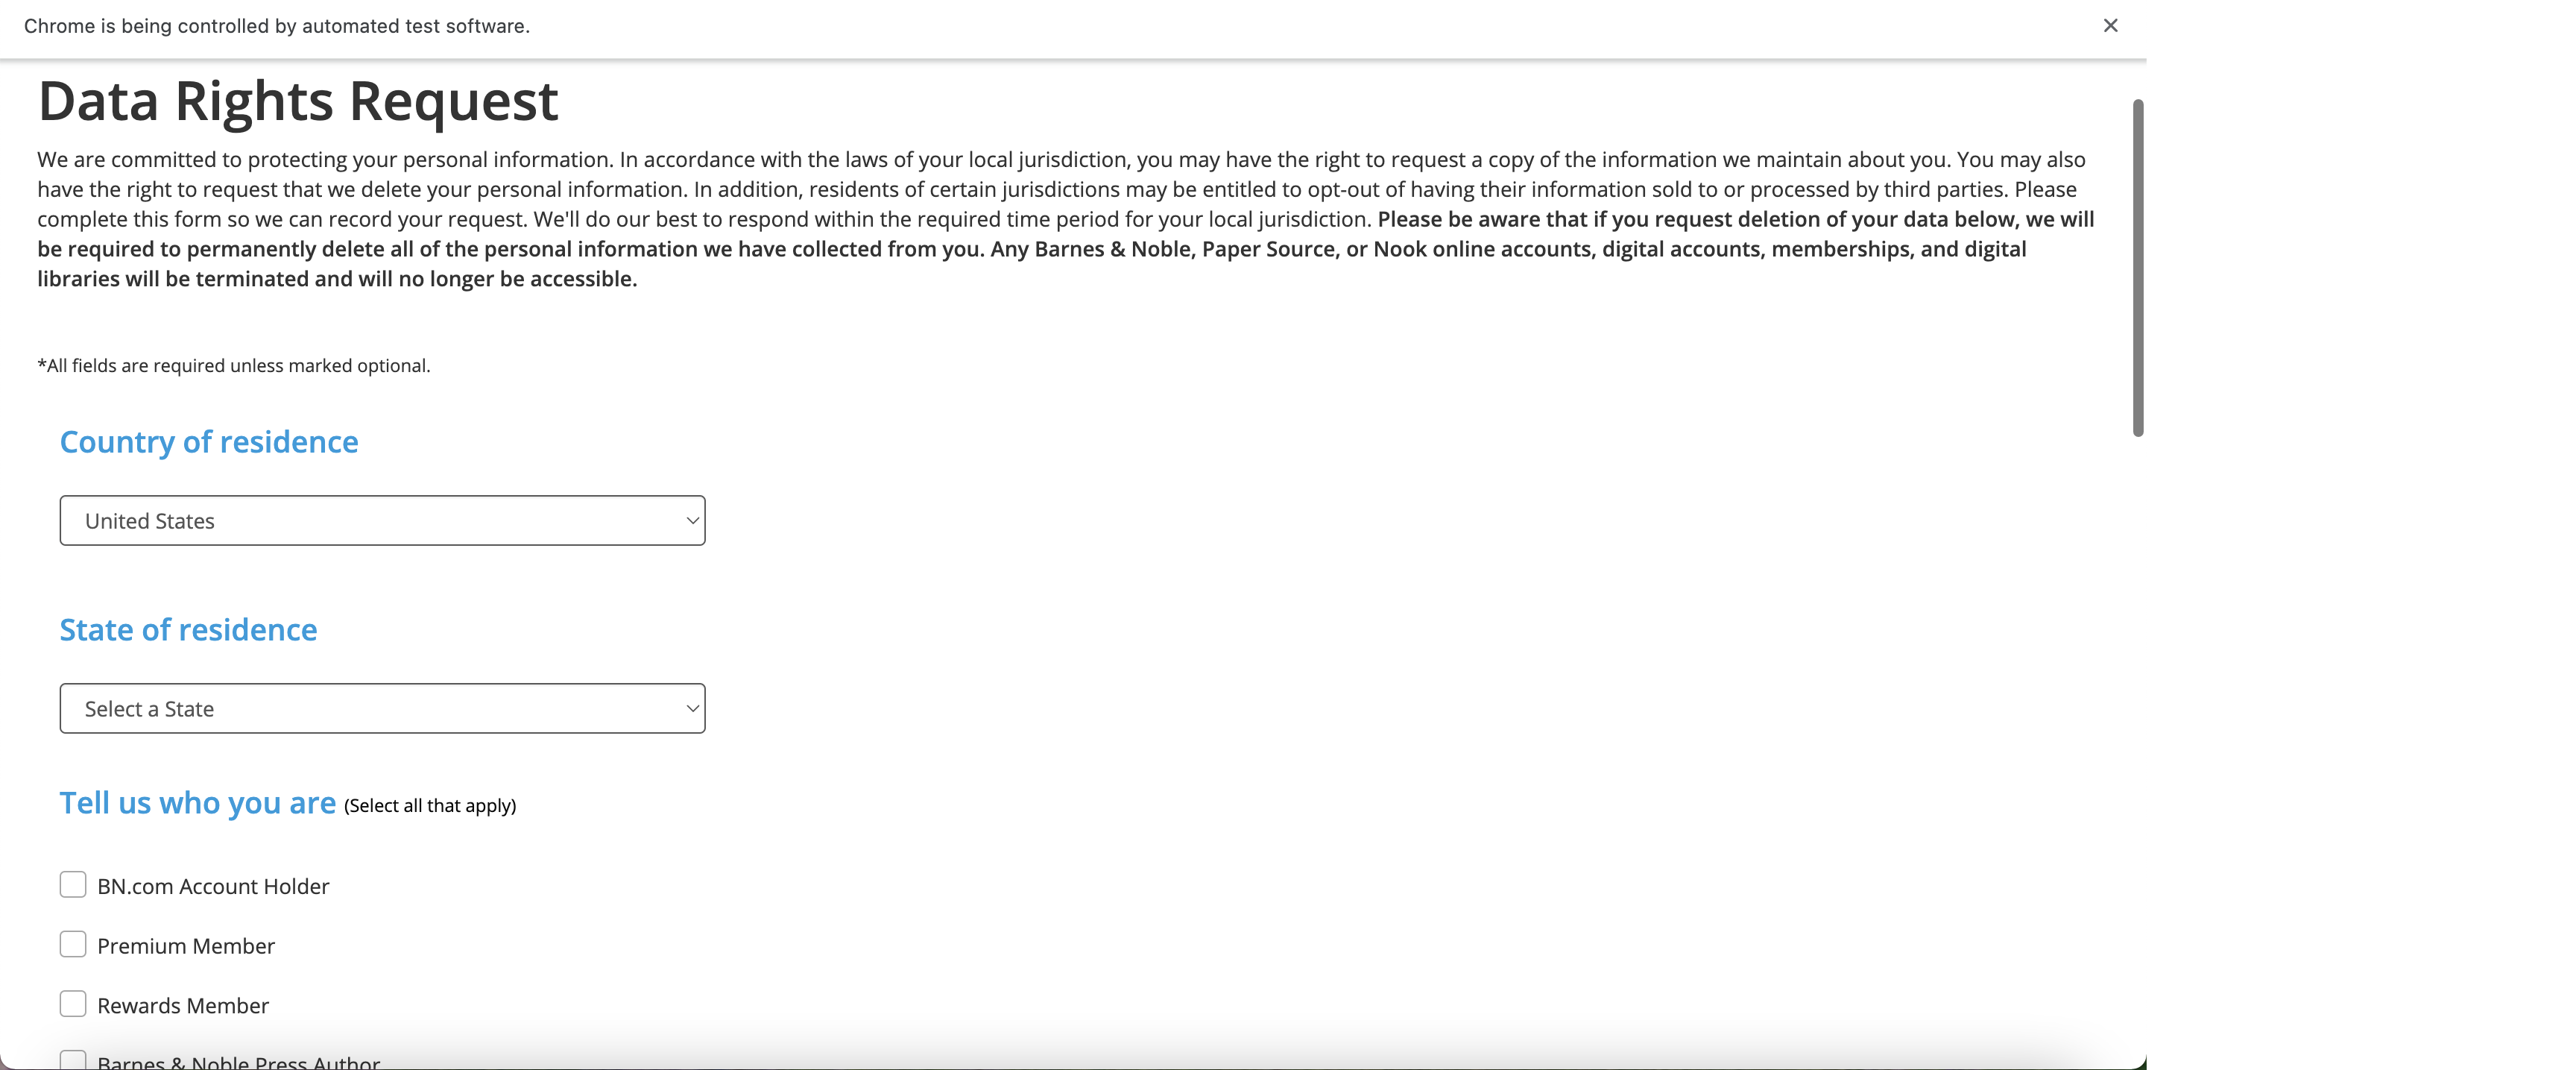 Chrome is being controlled by automated test software.
Data Rights Request
We are committed to protecting your personal information. In accordance with the laws of your local jurisdiction, you may have the right to request a copy of the information we maintain about you. You may also
have the right to request that we delete your personal information. In addition, residents of certain jurisdictions may be entitled to opt-out of having their information sold to or processed by third parties. Please
complete this form so we can record your request. We'll do our best to respond within the required time period for your local jurisdiction. Please be aware that if you request deletion of your data below, we will
be required to permanently delete all of the personal information we have collected from you. Any Barnes & Noble, Paper Source, or Nook online accounts, digital accounts, memberships, and digital
libraries will be terminated and will no longer be accessible.
*All fields are required unless marked optional.
Country of residence
United States
State of residence
Select a State
Tell us who you are (Select all that apply)
BN.com Account Holder
Premium Member
Rewards Member
Barnes & Noble Press Author